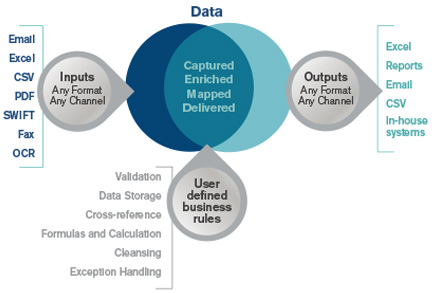 Data
Email
Excel
CSV
PDF
SWIFT
Fax
OCR
Inputs
Any Format
Any Channel
Captured
Enriched
Mapped
Delivered
Outputs
Any Format
Any Channel
Excel
Reports
Email
CSV
In-house
systems
User
defined
business
rules
Validation
Data Storage
Cross-reference
Formulas and Calculation
Cleansing
Exception Handling